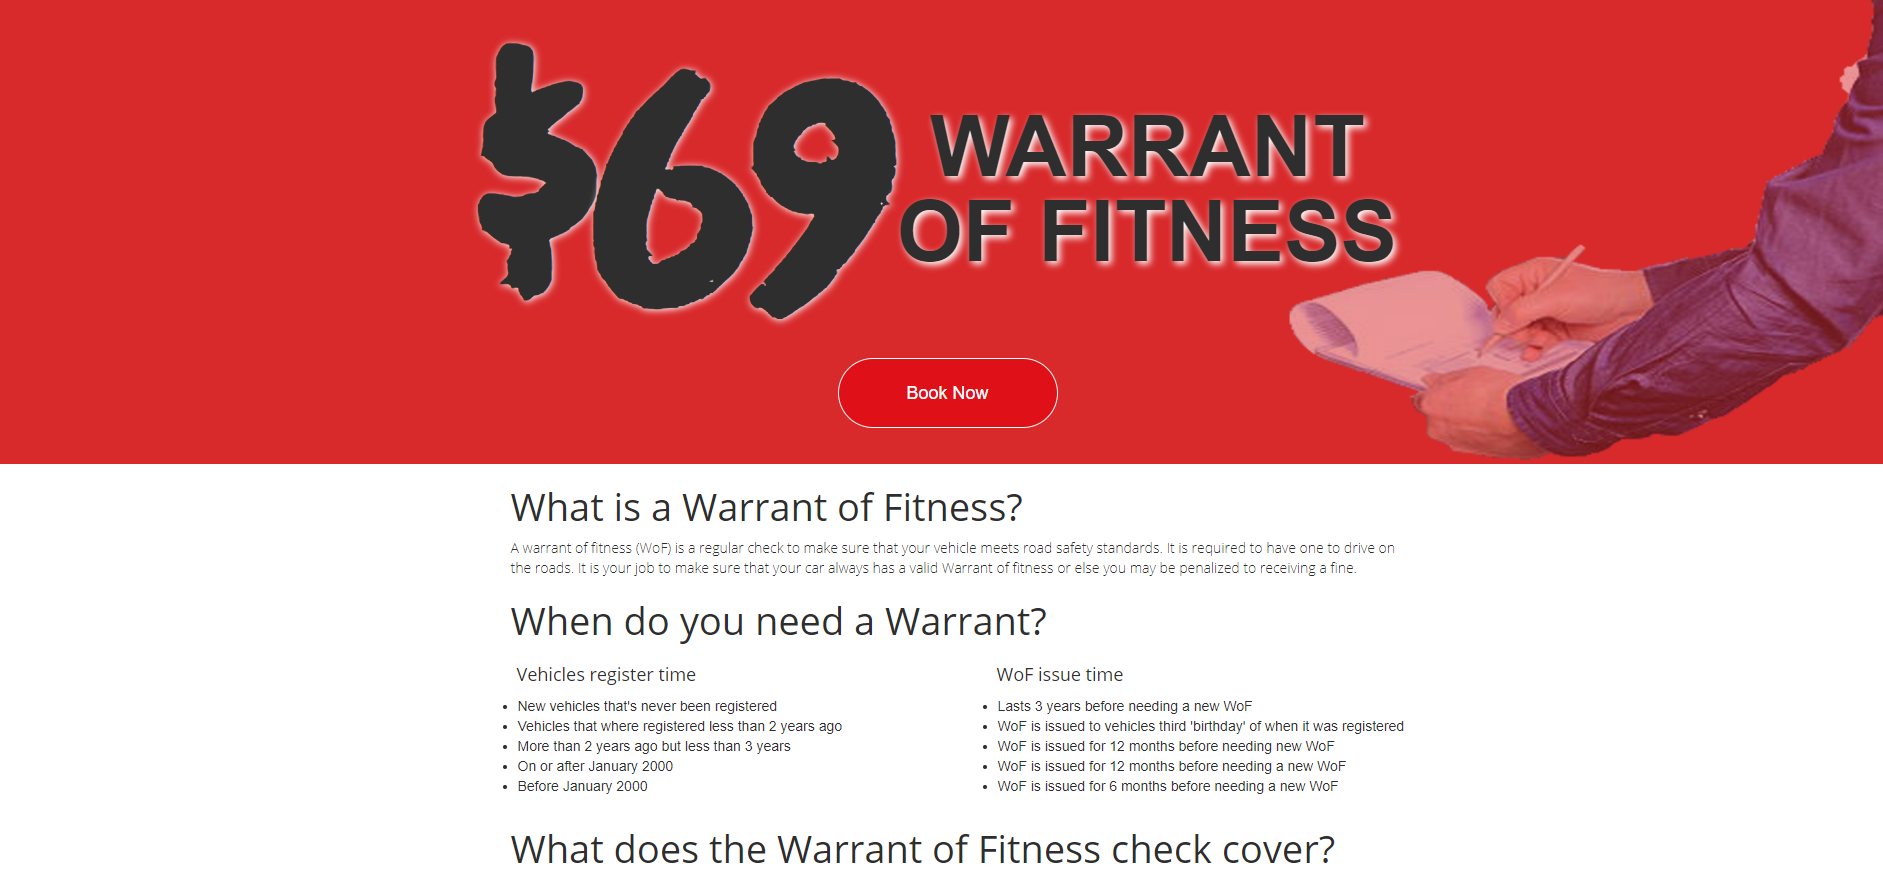 $69 WARRANT
OF FITNESS
Book Now
What is a Warrant of Fitness?
A warrant of fitness (WoF) is a regular check to make sure that your vehicle meets road safety standards. It is required to have one to drive on
the roads. It is your job to make sure that your car always has a valid Warrant of fitness or else you may be penalized to receiving a fine.
When do you need a Warrant?
Vehicles register time
New vehicles that's never been registered
Vehicles that where registered less than 2 years ago
More than 2 years ago but less than 3 years
On or after January 2000
Before January 2000
WoF issue time
Lasts 3 years before needing a new WoF
WoF is issued to vehicles third 'birthday' of when it was registered
WoF is issued for 12 months before needing new WoF
WoF is issued for 12 months before needing a new WoF
WoF is issued for 6 months before needing a new WoF
What does the Warrant of Fitness check cover?